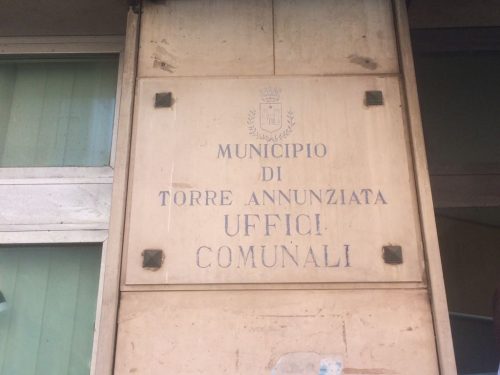 MUNICIPIO
DI
TORRE ANNUNZIATA
UFFICI
COMUNALI